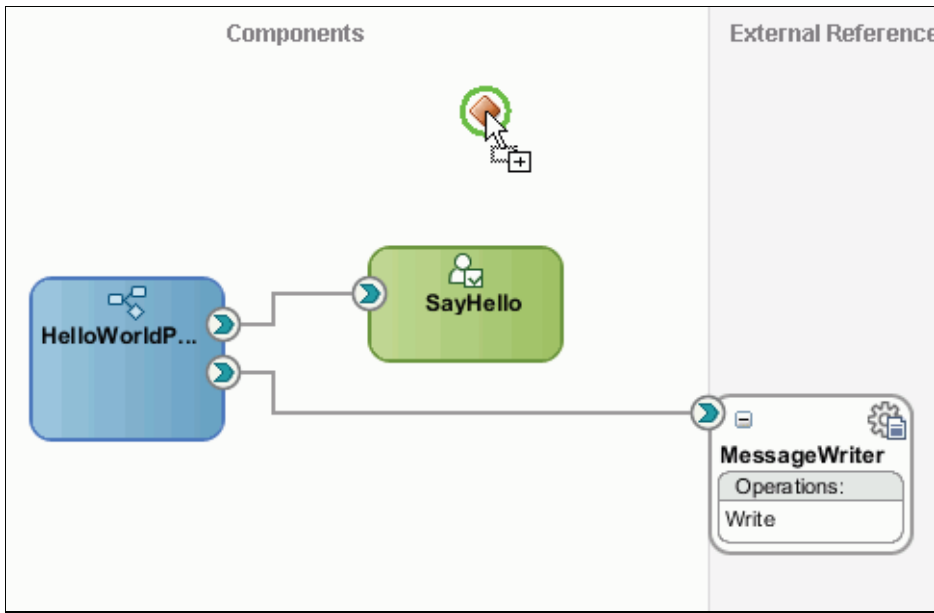 Components
External Reference
SayHello
HelloWorldP...
MessageWriter
Operations:
Write